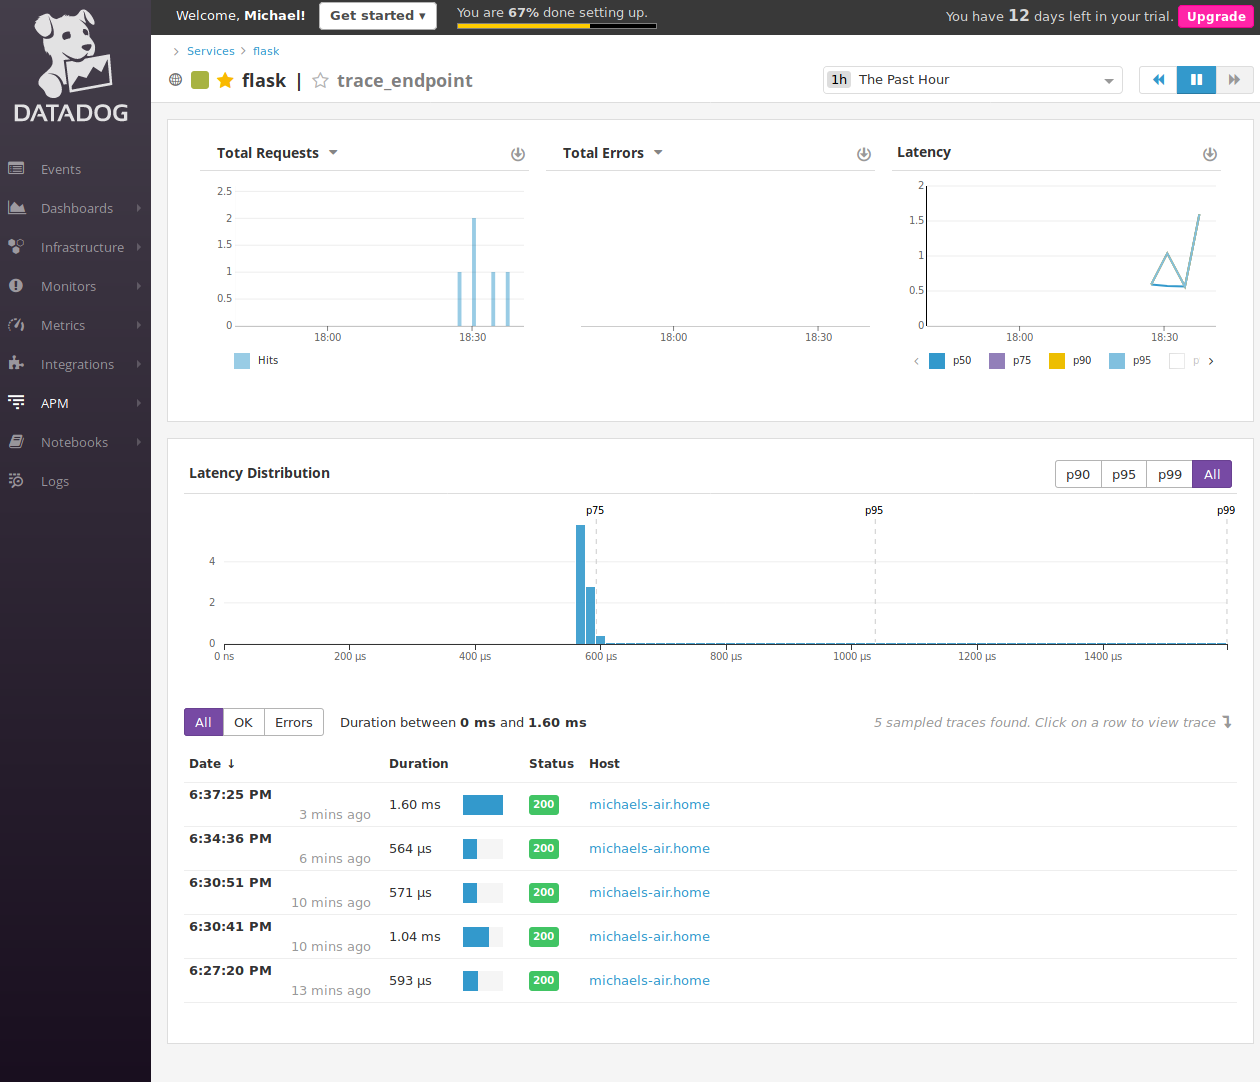 Welcome, Michael!
Get started ▾
You are 67% done setting up.
You have 12 days left in your trial.
Upgrade
DATADOG
Events
Dashboards
Infrastructure
Monitors
Metrics
Integrations
APM
Notebooks
Logs
Services
flask
flask | trace_endpoint
1h The Past Hour
Total Requests
2.5
2
1.5
1
0.5
0
18:00
18:30
Hits
Total Errors
18:00
18:30
Latency
2
1.5
1
0.5
0
18:00
18:30
p50
p75
p90
p95
Latency Distribution
p90
p95
p99
All
p75
p95
p99
4
2
0
0 ns
200 µs
400 µs
600 µs
800 µs
1000 µs
1200 µs
1400 µs
All
OK
Errors
Duration between 0 ms and 1.60 ms
5 sampled traces found. Click on a row to view trace
Date ↓ Duration Status Host
6:37:25 PM
3 mins ago
1.60 ms
200
michaels-air.home
6:34:36 PM
6 mins ago
564 µs
200
michaels-air.home
6:30:51 PM
10 mins ago
571 µs
200
michaels-air.home
6:30:41 PM
10 mins ago
1.04 ms
200
michaels-air.home
6:27:20 PM
13 mins ago
593 µs
200
michaels-air.home